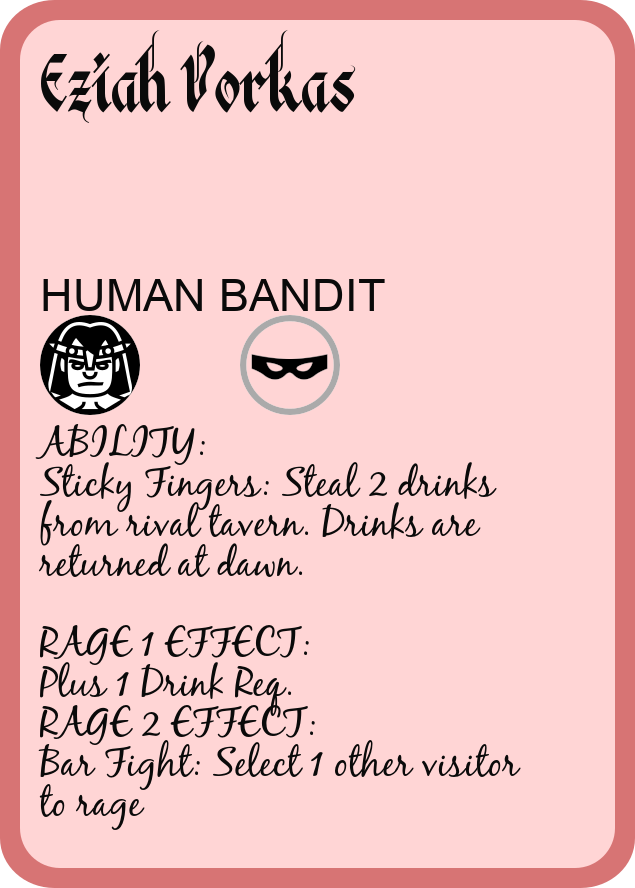 Eziah Vorkas
HUMAN BANDIT
ABILITY:
Sticky Fingers: Steal 2 drinks
from rival tavern. Drinks are
returned at dawn.
RAGE 1 EFFECT:
Plus 1 Drink Req.
RAGE 2 EFFECT:
Bar Fight: Select 1 other visitor
to rage